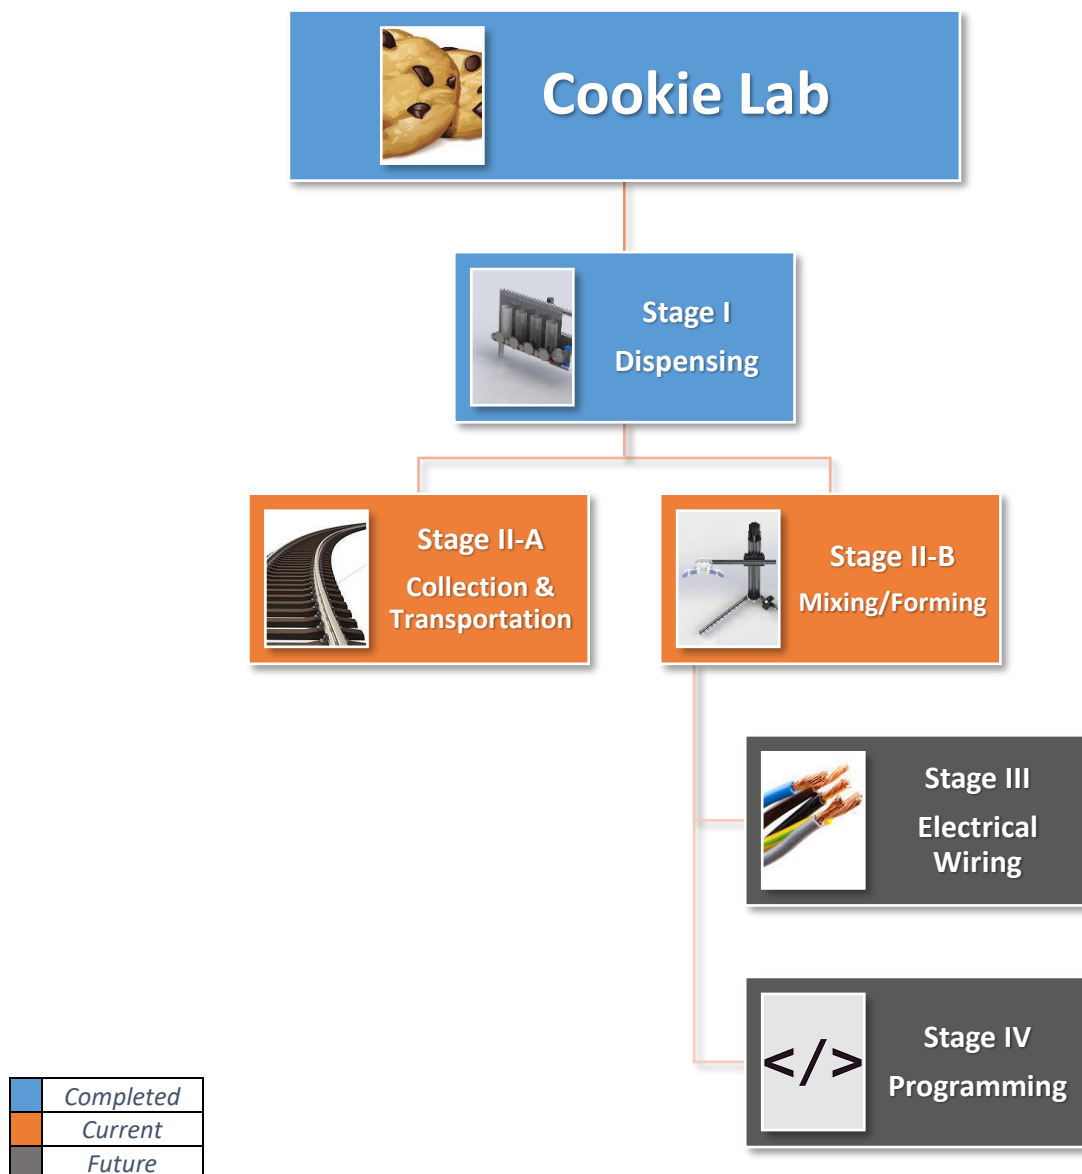 Cookie Lab
Stage I
Dispensing
Stage II-A
Collection &
Transportation
Stage II-B
Mixing/Forming
Stage III
Electrical
Wiring
</>
Stage IV
Programming
Completed
Current
Future